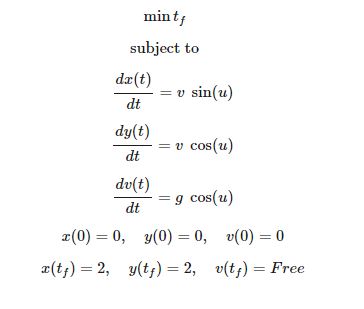 min t_f
subject to
dx(t)/dt = v sin(u)
dy(t)/dt = v cos(u)
dv(t)/dt = g cos(u)
x(0) = 0, y(0) = 0, v(0) = 0
x(t_f) = 2, y(t_f) = 2, v(t_f) = Free